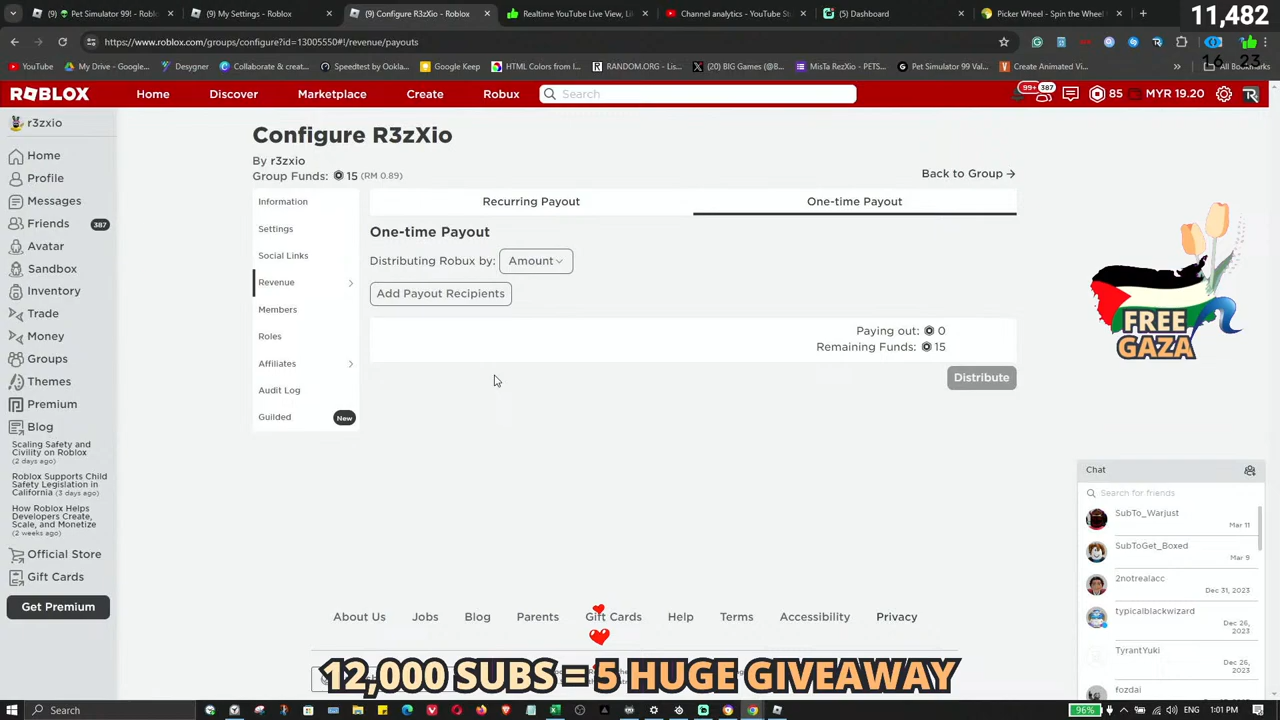 (9) Pet Simulator 99! - Roblox
(9) My Settings - Roblox
(9) Configure R3zXio - Roblox
Realtime YouTube Live View, Li
Channel analytics - YouTube Stu
(5) Dashboard
Picker Wheel - Spin the Wheel t
11,482
https://www.roblox.com/groups/configure?id=13005550#!/revenue/payouts
16 23
YouTube
My Drive - Google...
Desygner
Collaborate & creat...
Speedtest by Ookla...
Google Keep
HTML Colors from I...
RANDOM.ORG - Lis...
(20) BIG Games (@B...
MisTa RezXio - PETS...
Pet Simulator 99 Val...
Create Animated Vi...
All Bookmarks
ROBLOX
Home
Discover
Marketplace
Create
Robux
Search
99+
387
85
MYR 19.20
r3zxio
Home
Profile
Messages
Friends
387
Avatar
Sandbox
Inventory
Trade
Money
Groups
Themes
Premium
Blog
Scaling Safety and
Civility on Roblox
(2 days ago)
Roblox Supports Child
Safety Legislation in
California (3 days ago)
How Roblox Helps
Developers Create,
Scale, and Monetize
(2 weeks ago)
Official Store
Gift Cards
Get Premium
Configure R3zXio
By r3zxio
Group Funds: 15 (RM 0.89)
Back to Group
Information
Settings
Social Links
Revenue
Members
Roles
Affiliates
Audit Log
Guilded
New
Recurring Payout
One-time Payout
One-time Payout
Distributing Robux by: Amount
Add Payout Recipients
Paying out: 0
Remaining Funds: 15
Distribute
FREE
GAZA
Chat
Search for friends
SubTo_Warjust
Mar 11
SubToGet_Boxed
Mar 9
2notrealacc
Dec 31, 2023
typicalblackwizard
Dec 26,
2023
TyrantYuki
Dec 26,
2023
fozdai
About Us
Jobs
Blog
Parents
Gift Cards
Help
Terms
Accessibility
Privacy
12,000 SUBS = 5 HUGE GIVEAWAY
Search
96%
1:01 PM